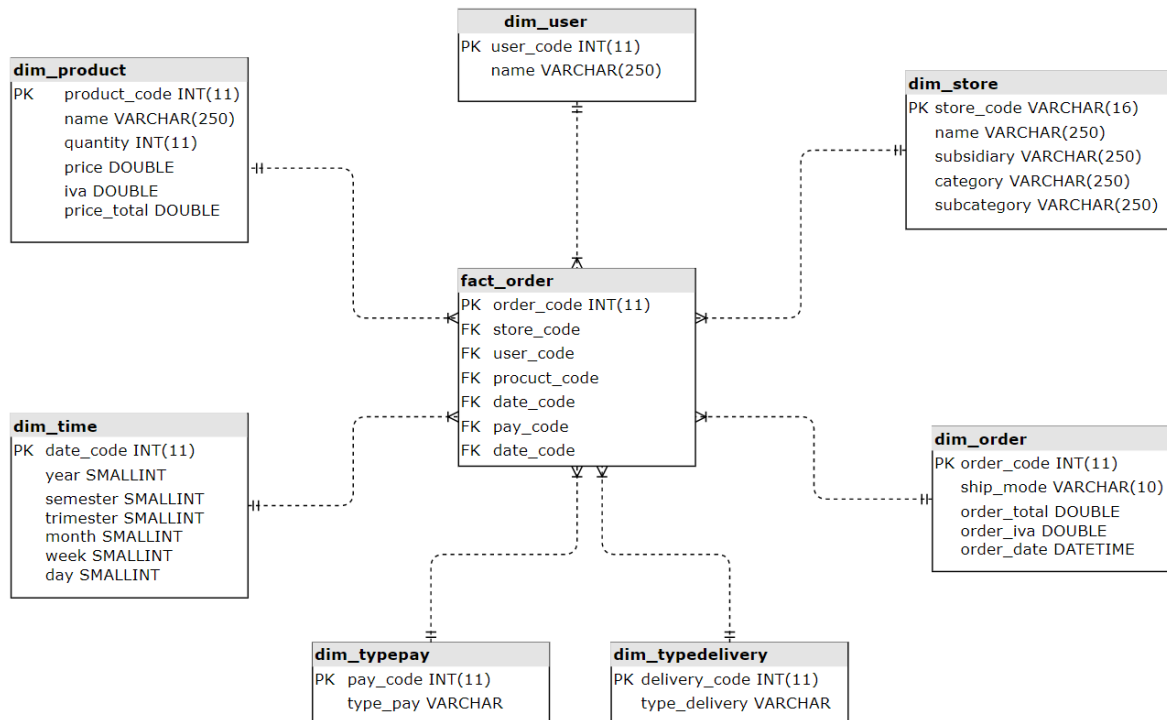 dim_user
PK user_code INT(11)
name VARCHAR(250)
dim_product
PK product_code INT(11)
name VARCHAR(250)
quantity INT(11)
price DOUBLE
iva DOUBLE
price_total DOUBLE
dim_store
PK store_code VARCHAR(16)
name VARCHAR(250)
subsidiary VARCHAR(250)
category VARCHAR(250)
subcategory VARCHAR(250)
fact_order
PK order_code INT(11)
FK store_code
FK user_code
FK procuct_code
FK date_code
FK pay_code
FK date_code
dim_time
PK date_code INT(11)
year SMALLINT
semester SMALLINT
trimester SMALLINT
month SMALLINT
week SMALLINT
day SMALLINT
dim_order
PK order_code INT(11)
ship_mode VARCHAR(10)
order_total DOUBLE
order_iva DOUBLE
order_date DATETIME
dim_typepay
PK pay_code INT(11)
type_pay VARCHAR
dim_typedelivery
PK delivery_code INT(11)
type_delivery VARCHAR